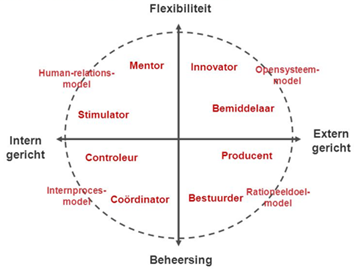 Flexibiliteit
Mentor
Innovator
Human-relations-
model
Opensysteem-
model
Stimulator
Bemiddelaar
Intern
gericht
Extern
gericht
Controleur
Producent
Internproces-
model
Coördinator
Bestuurder
Rationeeldoel-
model
Beheersing